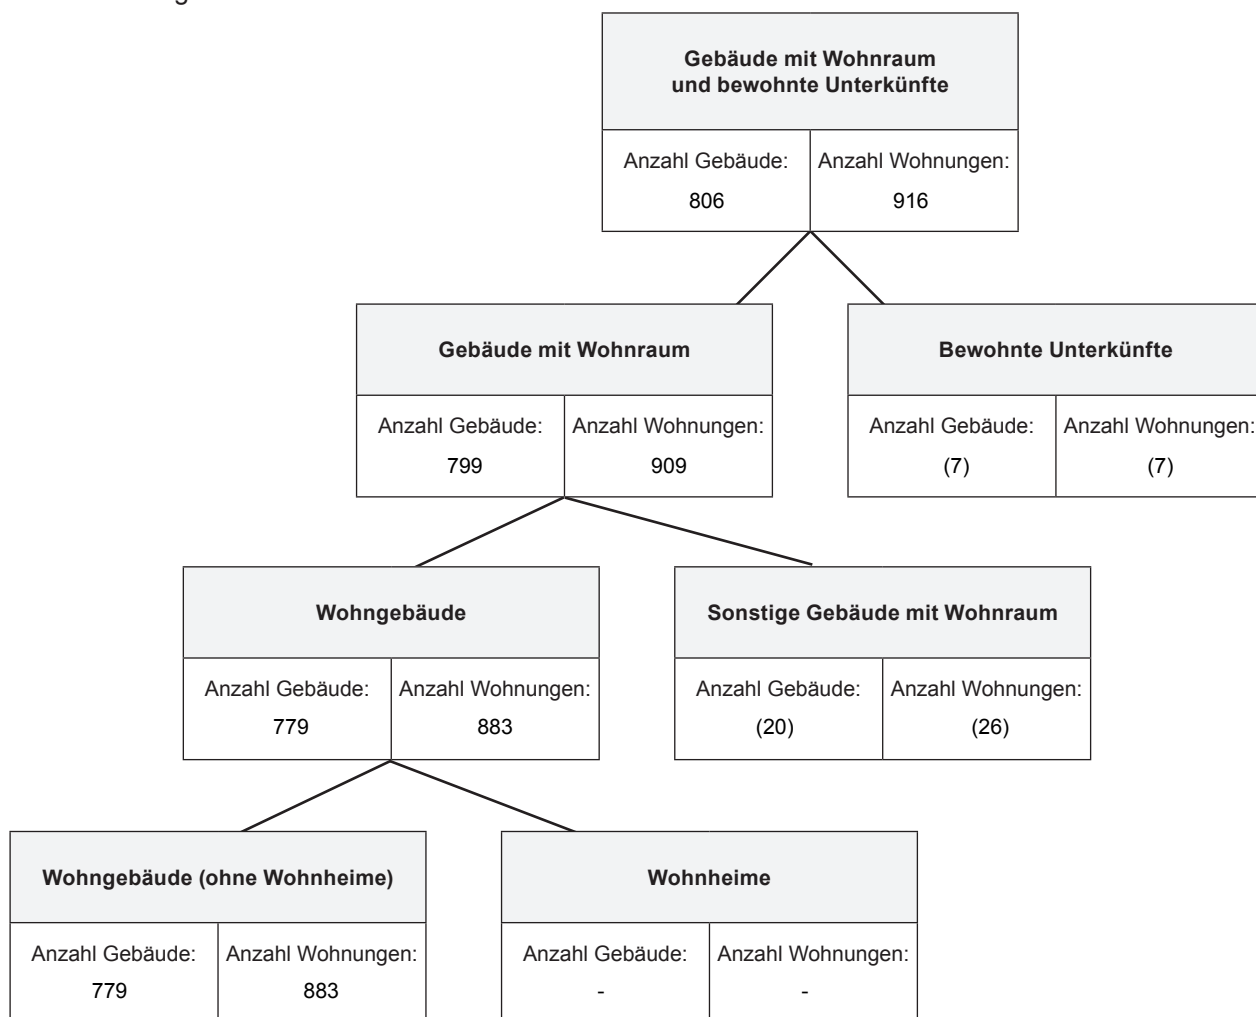 Gebäude mit Wohnraum
und bewohnte Unterkünfte
Anzahl Gebäude: Anzahl Wohnungen:
806 916
Gebäude mit Wohnraum
Bewohnte Unterkünfte
Anzahl Gebäude: Anzahl Wohnungen:
799 909
Anzahl Gebäude: Anzahl Wohnungen:
(7) (7)
Wohngebäude
Sonstige Gebäude mit Wohnraum
Anzahl Gebäude: Anzahl Wohnungen:
779 883
Anzahl Gebäude: Anzahl Wohnungen:
(20) (26)
Wohngebäude (ohne Wohnheime)
Wohnheime
Anzahl Gebäude: Anzahl Wohnungen:
779 883
Anzahl Gebäude: Anzahl Wohnungen:
- -